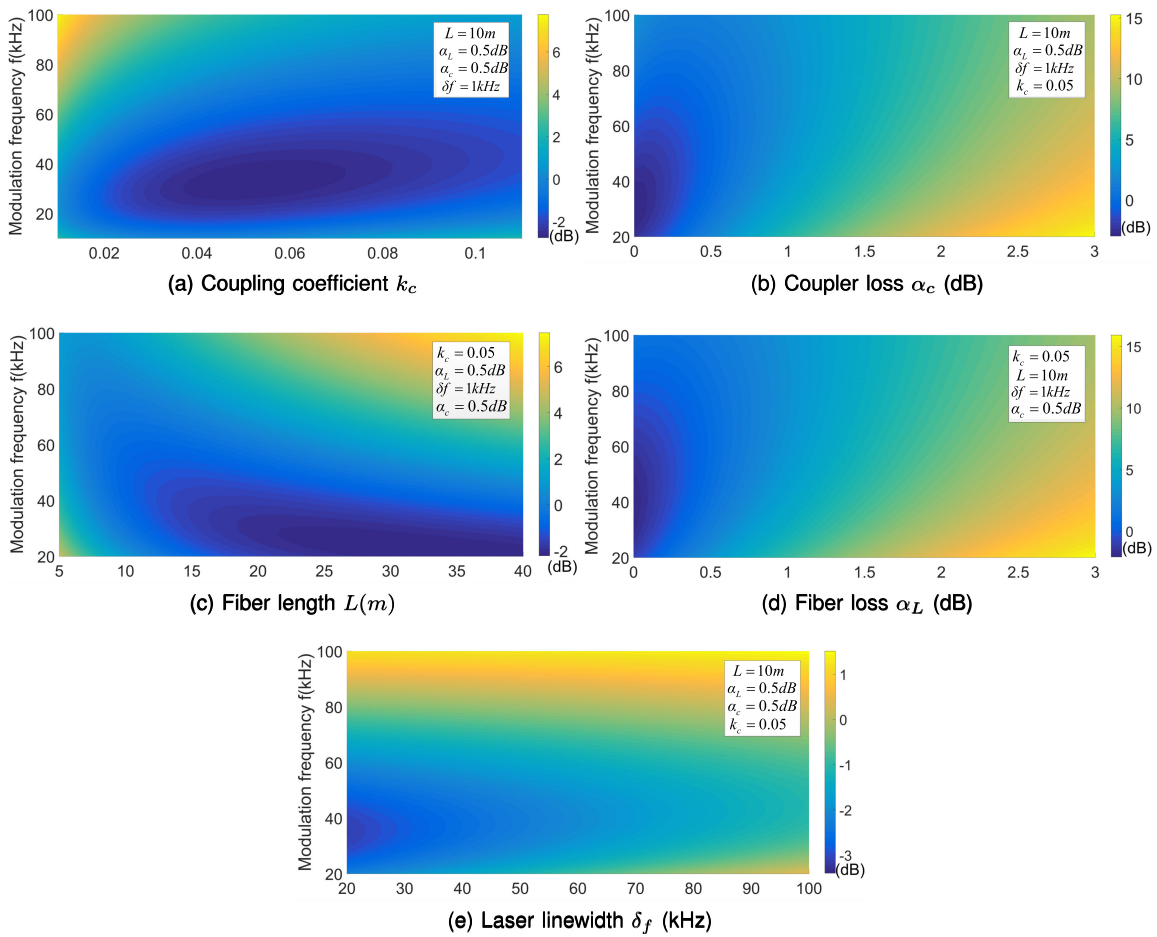 Modulation frequency f(kHz)
100
80
60
40
20
0.02 0.04 0.06 0.08 0.1
L = 10m
α_L = 0.5dB
α_c = 0.5dB
δf = 1kHz
6
4
2
0
-2
(dB)
(a) Coupling coefficient k_c
Modulation frequency f(kHz)
100
80
60
40
20
0 0.5 1 1.5 2 2.5 3
L = 10m
α_L = 0.5dB
δf = 1kHz
k_c = 0.05
15
10
5
0
(dB)
(b) Coupler loss α_c (dB)
Modulation frequency f(kHz)
100
80
60
40
20
5 10 15 20 25 30 35 40
k_c = 0.05
α_L = 0.5dB
δf = 1kHz
α_c = 0.5dB
6
4
2
0
-2
(dB)
(c) Fiber length L(m)
Modulation frequency f(kHz)
100
80
60
40
20
0 0.5 1 1.5 2 2.5 3
k_c = 0.05
L = 10m
δf = 1kHz
α_c = 0.5dB
15
10
5
0
(dB)
(d) Fiber loss α_L (dB)
Modulation frequency f(kHz)
100
80
60
40
20
20 30 40 50 60 70 80 90 100
L = 10m
α_L = 0.5dB
α_c = 0.5dB
k_c = 0.05
1
0
-1
-2
-3
(dB)
(e) Laser linewidth δ_f (kHz)